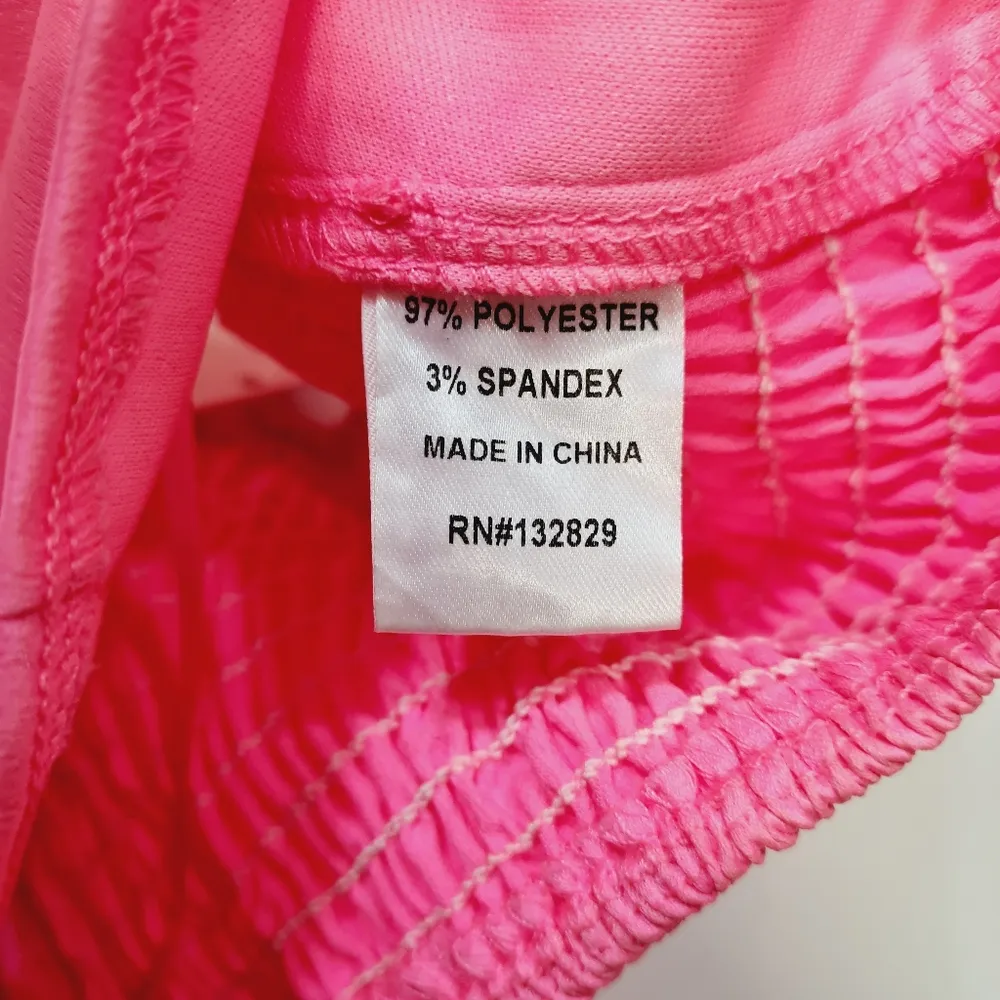 97% POLYESTER
3% SPANDEX
MADE IN CHINA
RN#132829